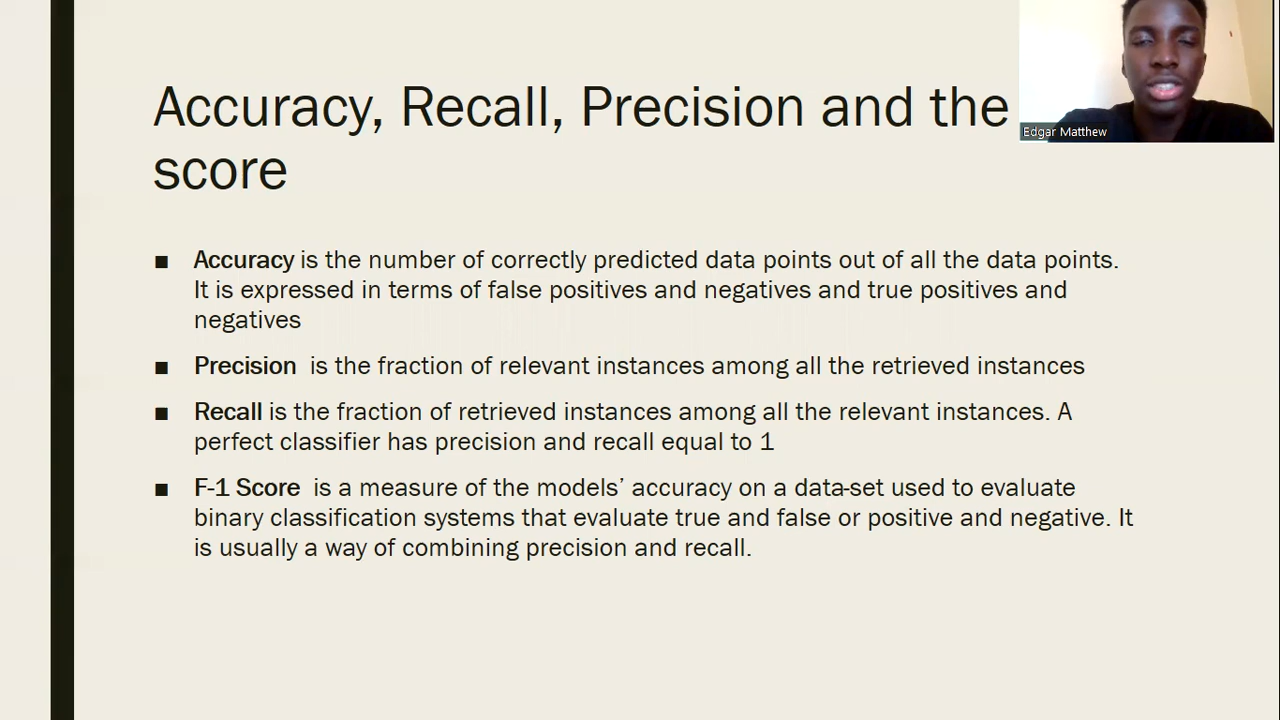 Accuracy, Recall, Precision and the
score
Edgar Matthew
■ Accuracy is the number of correctly predicted data points out of all the data points.
It is expressed in terms of false positives and negatives and true positives and
negatives
■ Precision is the fraction of relevant instances among all the retrieved instances
■ Recall is the fraction of retrieved instances among all the relevant instances. A
perfect classifier has precision and recall equal to 1
■ F-1 Score is a measure of the models’ accuracy on a data-set used to evaluate
binary classification systems that evaluate true and false or positive and negative. It
is usually a way of combining precision and recall.